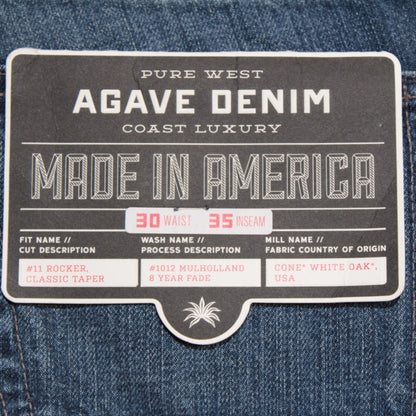 PURE WEST
AGAVE DENIM
COAST LUXURY
MADE IN AMERICA
30 WAIST 35 INSEAM
FIT NAME //
CUT DESCRIPTION
#11 ROCKER,
CLASSIC TAPER
WASH NAME //
PROCESS DESCRIPTION
#1012 MULHOLLAND
8 YEAR FADE
MILL NAME //
FABRIC COUNTRY OF ORIGIN
CONE® WHITE OAK®,
USA